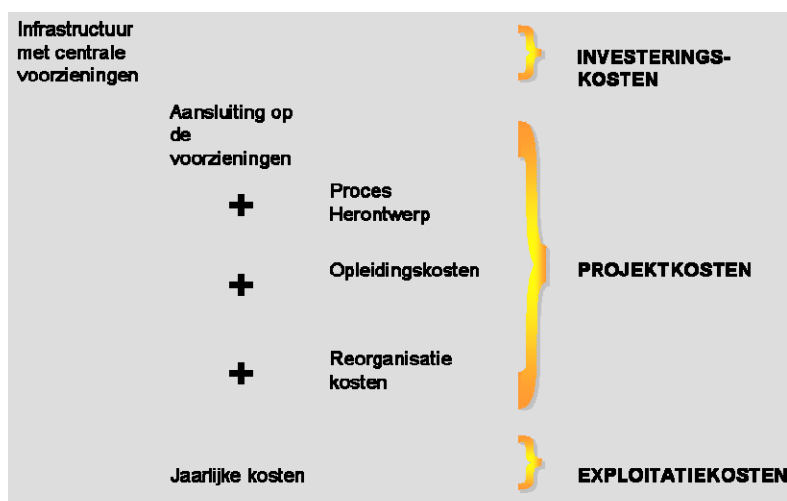 Infrastructuur
met centrale
voorzieningen
INVESTERINGS-
KOSTEN
Aansluiting op
de
voorzieningen
+ Proces
Herontwerp
+ Opleidingskosten
PROJEKTKOSTEN
+ Reorganisatie
kosten
Jaarlijke kosten
EXPLOITATIEKOSTEN